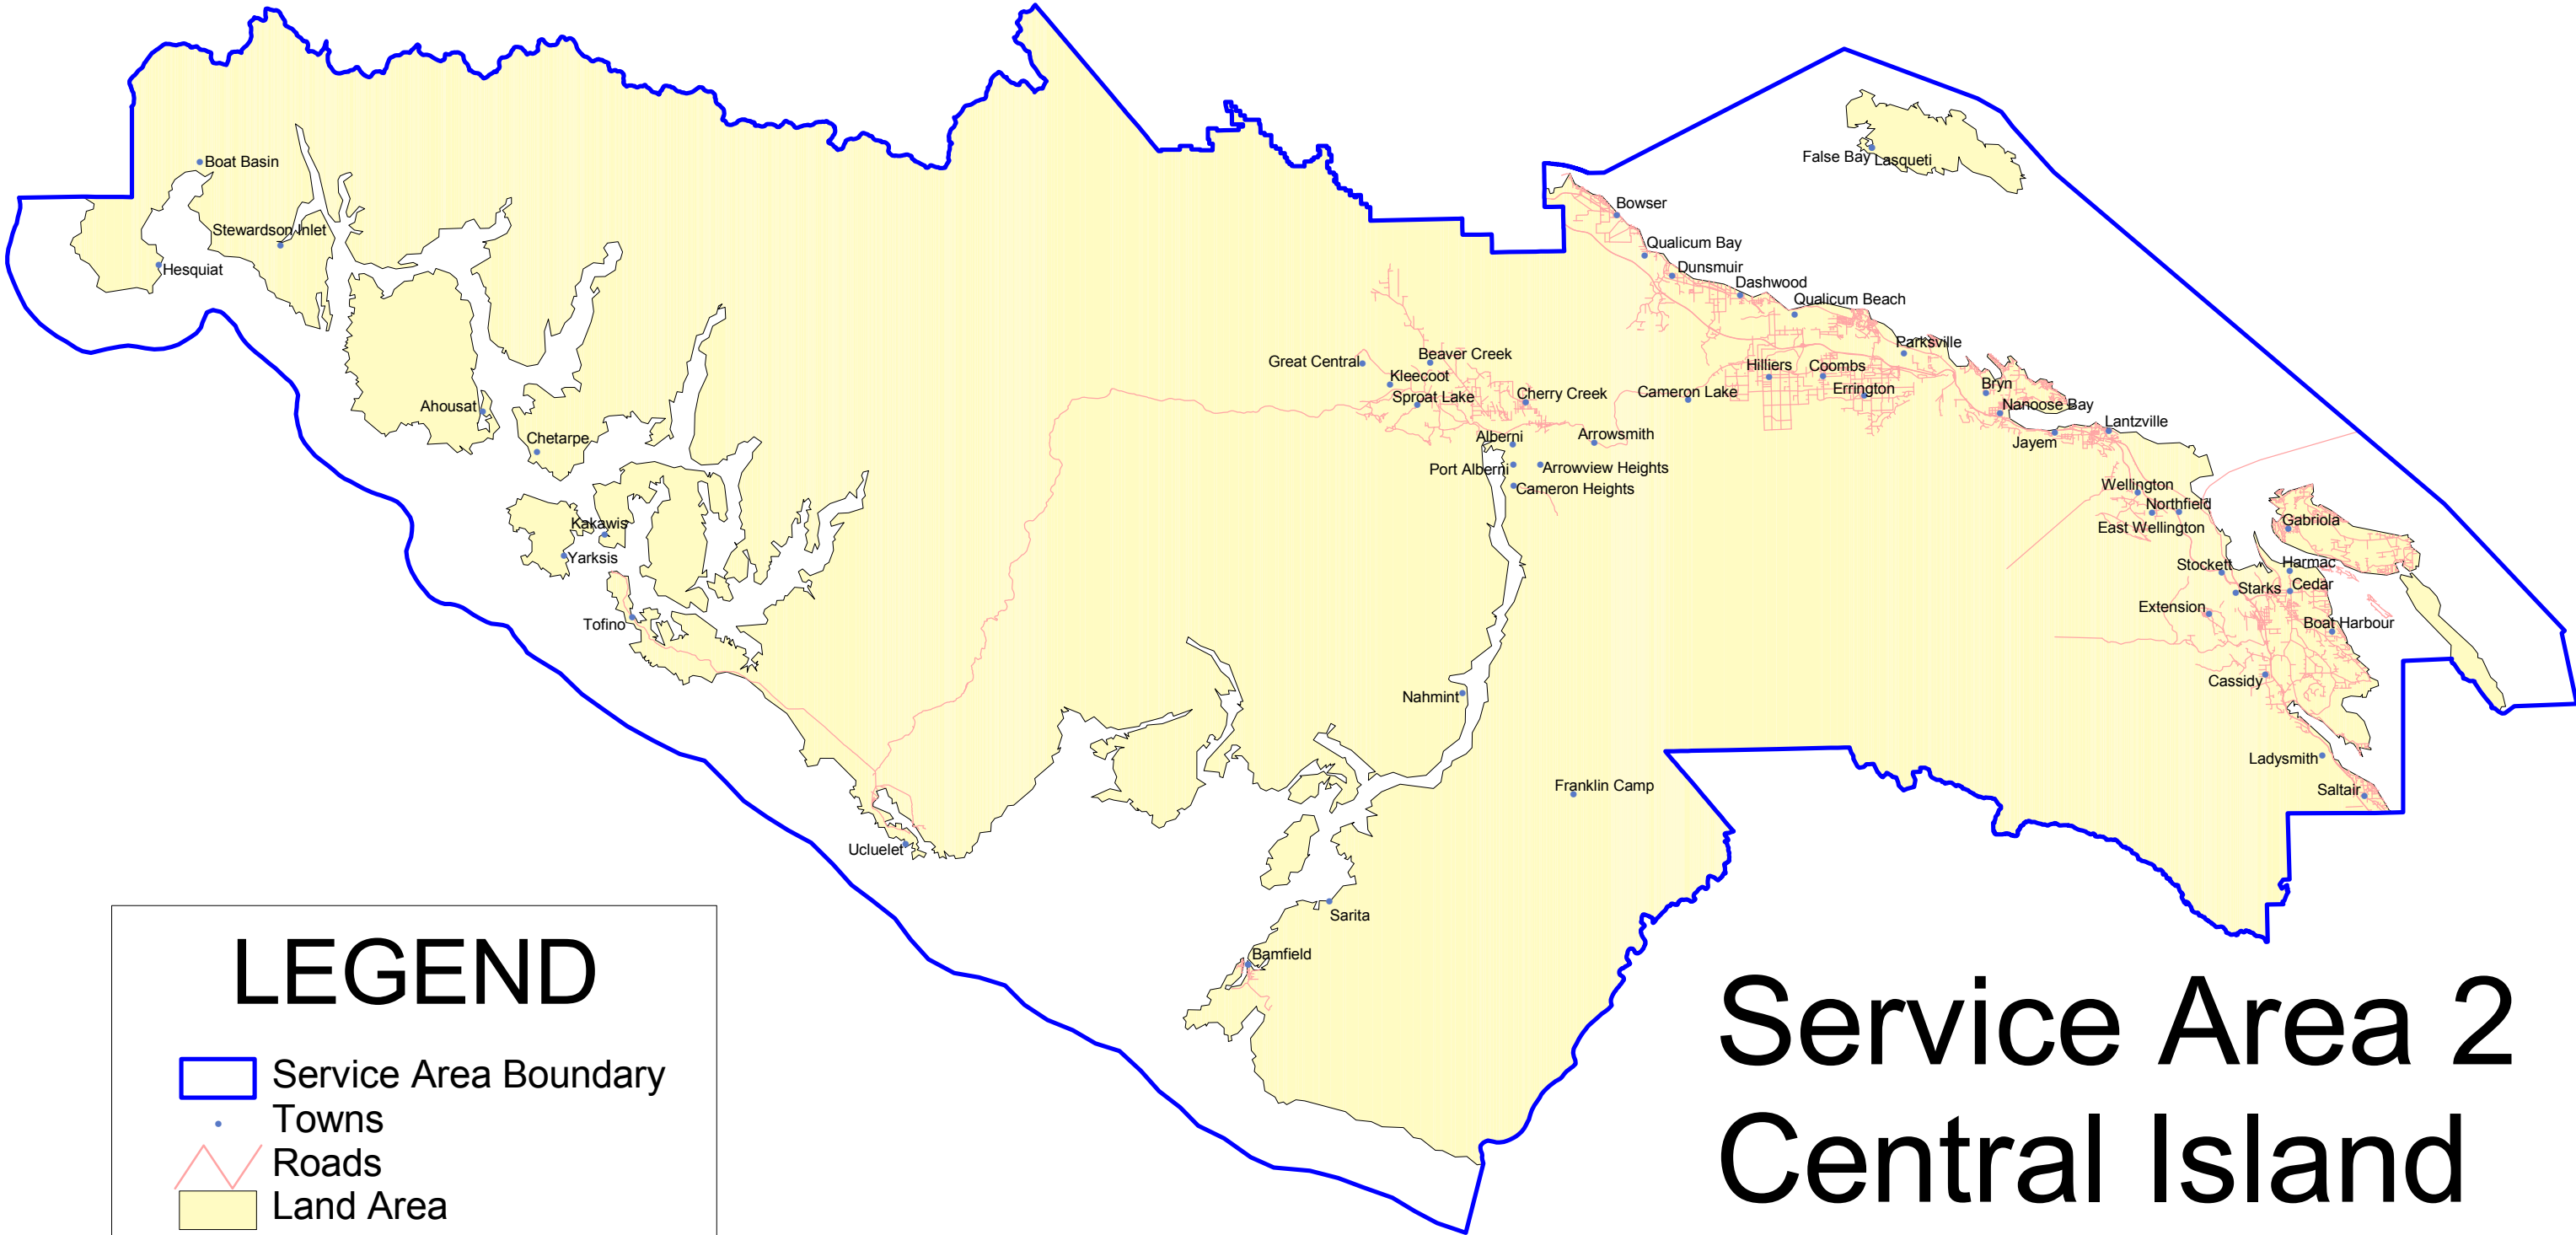 Boat Basin
False Bay
Lasqueti
Bowser
Stewardson Inlet
Qualicum Bay
Hesquiat
Dunsmuir
Dashwood
Qualicum Beach
Parksville
Great Central
Beaver Creek
Hilliers
Coombs
Kleecoot
Bryn
Cameron Lake
Errington
Sproat Lake
Cherry Creek
Ahousat
Nanoose Bay
Lantzville
Chetarpe
Alberni
Arrowsmith
Jayem
Port Alberni
Arrowview Heights
Wellington
Cameron Heights
Northfield
Kakawis
East Wellington
Gabriola
Yarksis
Stockett
Harmac
Starks
Cedar
Extension
Tofino
Boat Harbour
Cassidy
Nahmint
Ladysmith
Franklin Camp
Saltair
Ucluelet
Sarita
Bamfield
LEGEND
Service Area Boundary
Towns
Roads
Land Area
Service Area 2
Central Island